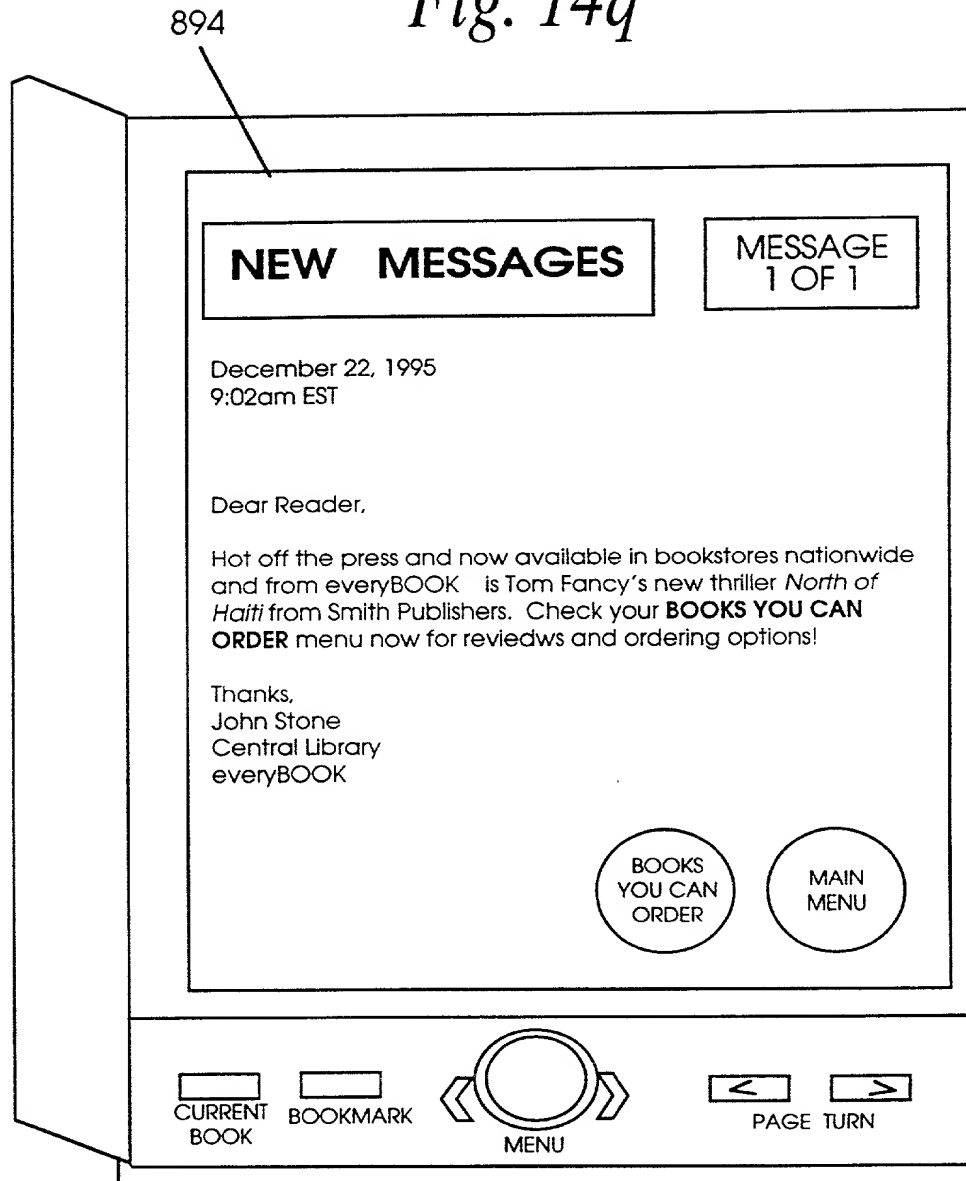 Fig. 14q
894
NEW MESSAGES
MESSAGE
1 OF 1
December 22, 1995
9:02am EST
Dear Reader,
Hot off the press and now available in bookstores nationwide
and from everyBOOK is Tom Fancy's new thriller North of
Haiti from Smith Publishers. Check your BOOKS YOU CAN
ORDER menu now for reviedws and ordering options!
Thanks,
John Stone
Central Library
everyBOOK
BOOKS
YOU CAN
ORDER
MAIN
MENU
CURRENT
BOOK
BOOKMARK
MENU
< >
PAGE TURN